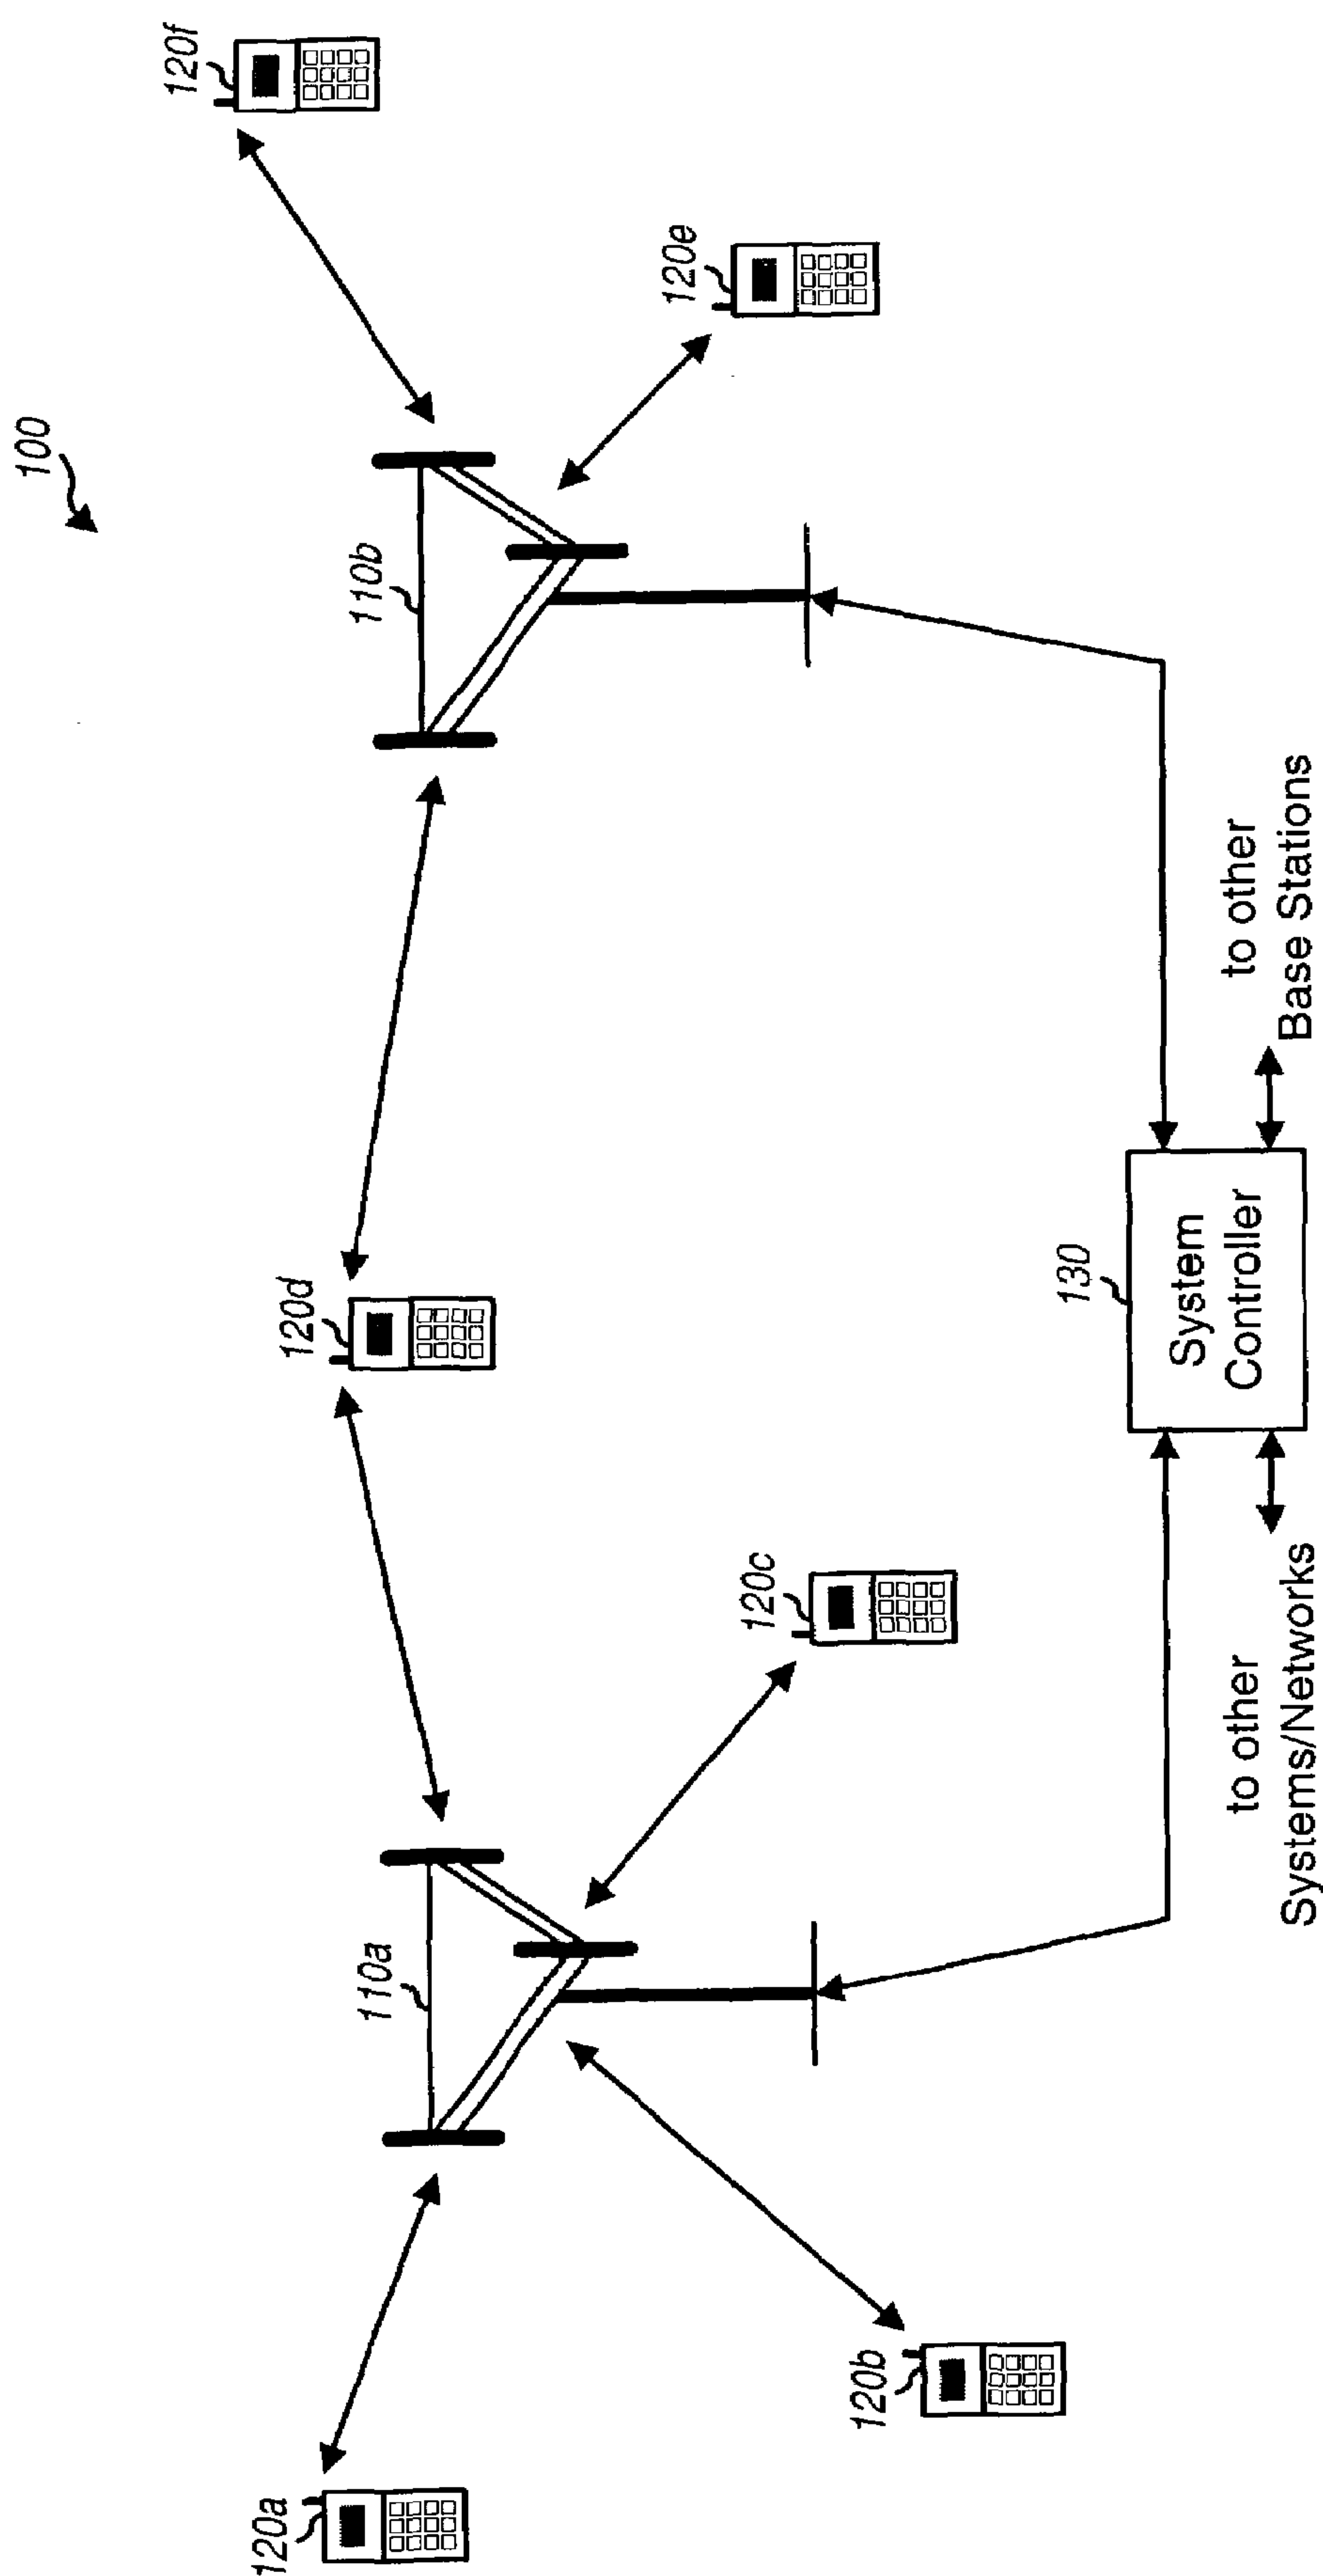 100
120f
110b
120e
120d
110a
120c
120a
120b
130
System
Controller
to other
Base Stations
to other
Systems/Networks